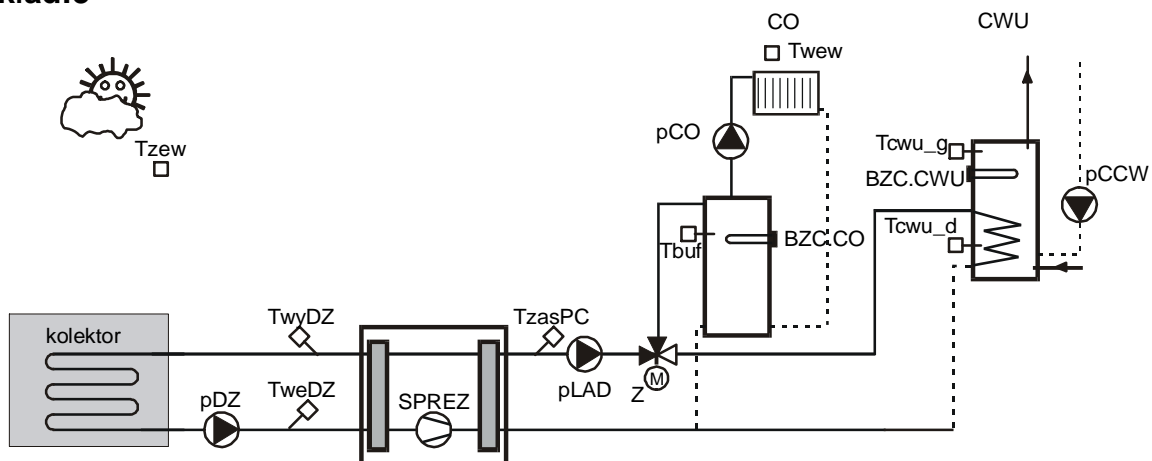 CO
CWU
Twew
pCO
Tzew
Tcwu_g
BZC.CWU
pCCW
Tcwu_d
Tbuf
BZC.CO
kolektor
TwyDZ
TzasPC
pDZ
TweDZ
SPREZ
pLAD
Z
M